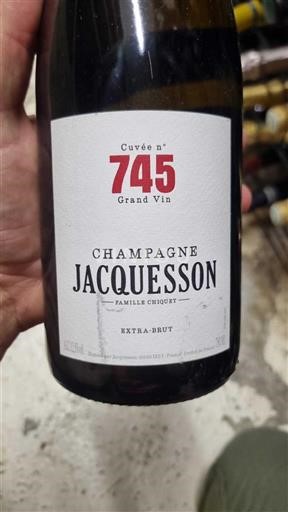 Cuvée n°
745
Grand Vin
CHAMPAGNE
JACQUESSON
FAMILLE CHIQUET
EXTRA-BRUT